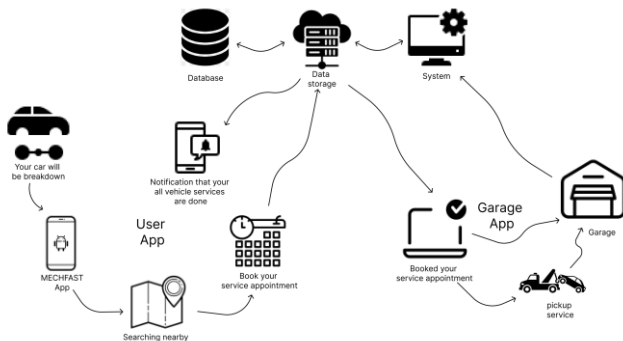 Database
Data
storage
System
Your car will
be breakdown
Notification that your
all vehicle services
are done
User
App
MECHFAST
App
Searching nearby
Book your
service appointment
Garage
App
Booked your
service appointment
Garage
pickup
service